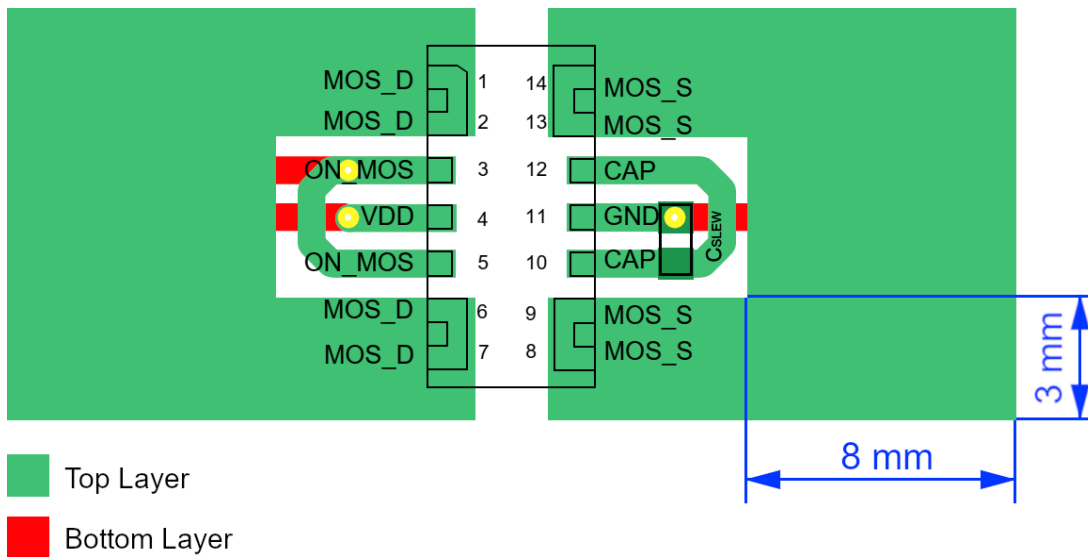 MOS_D 1 14 MOS_S
MOS_D 2 13 MOS_S
ON_MOS 3 12 CAP
VDD 4 11 GND
CSLEW
ON_MOS 5 10 CAP
MOS_D 6 9 MOS_S
MOS_D 7 8 MOS_S
3 mm
8 mm
Top Layer
Bottom Layer